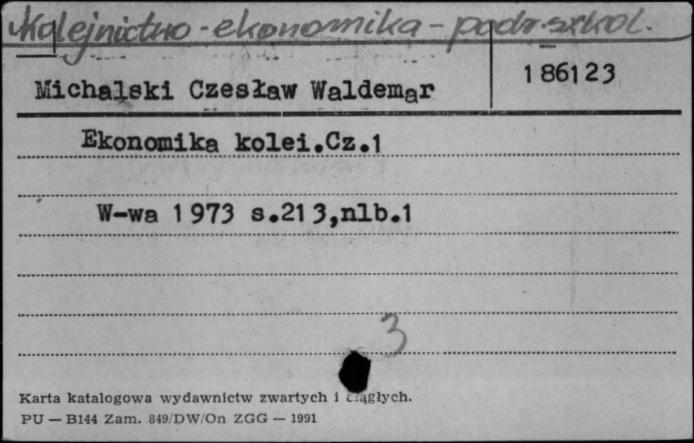 Kolejnictwo - ekonomika - podr. szkol.
186123
Michalski Czesław Waldemar
Ekonomika kolei.Cz.1
W-wa 1973 s.213,nlb.1
3
Karta katalogowa wydawnictw zwartych i ciągłych.
PU — B144 Zam. 849/DW/On ZGG — 1991